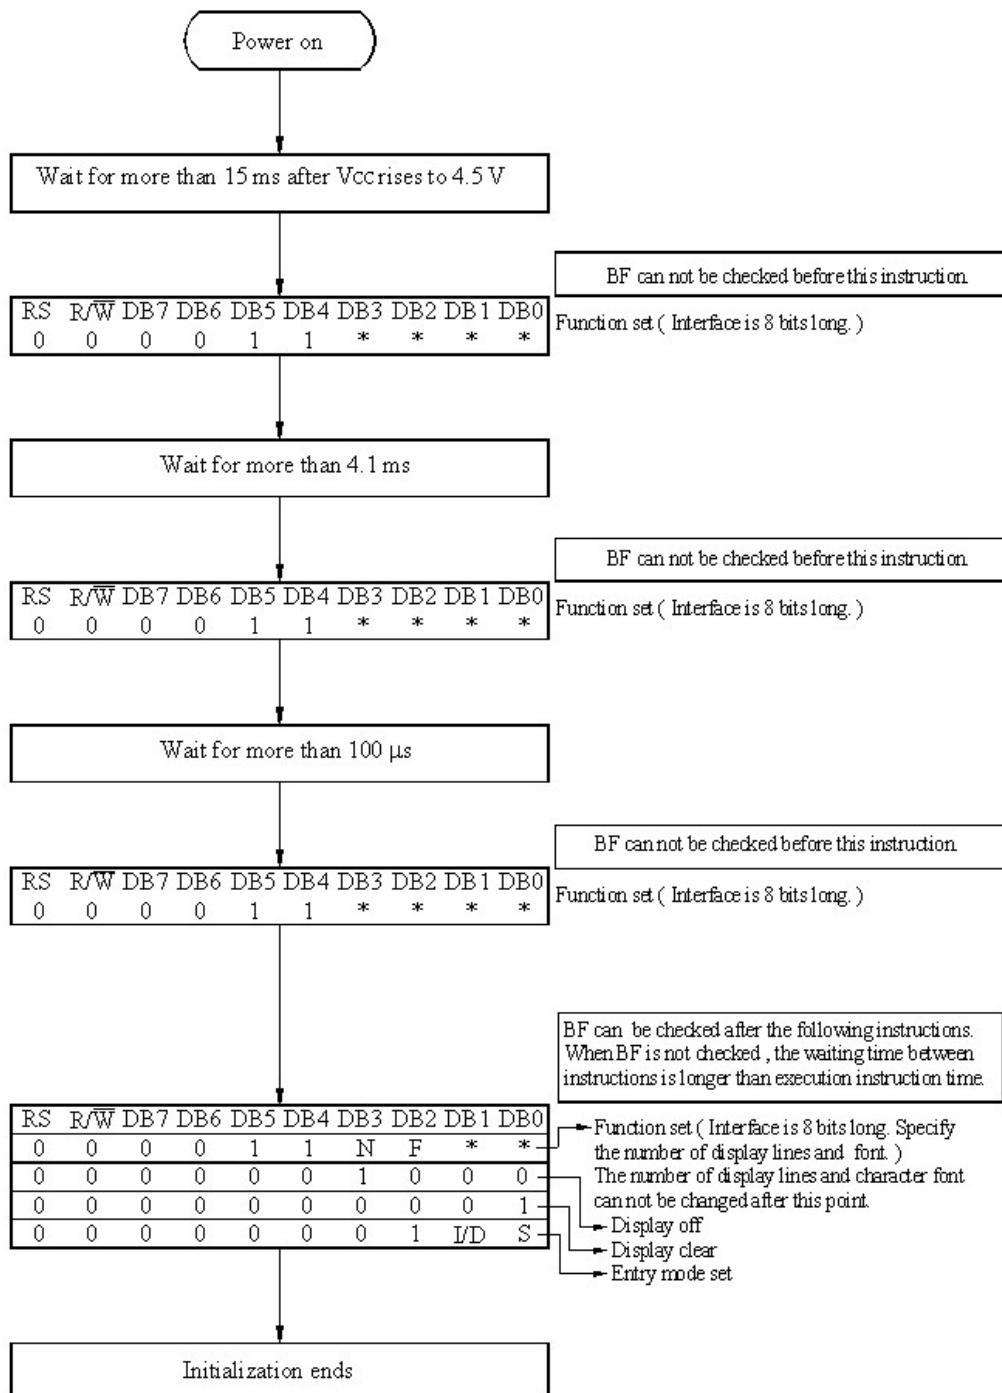 Power on
Wait for more than 15 ms after VCC rises to 4.5 V
BF can not be checked before this instruction.
RS R/W̅ DB7 DB6 DB5 DB4 DB3 DB2 DB1 DB0
0 0 0 0 1 1 * * * *
Function set ( Interface is 8 bits long. )
Wait for more than 4.1 ms
BF can not be checked before this instruction.
RS R/W̅ DB7 DB6 DB5 DB4 DB3 DB2 DB1 DB0
0 0 0 0 1 1 * * * *
Function set ( Interface is 8 bits long. )
Wait for more than 100 µs
BF can not be checked before this instruction.
RS R/W̅ DB7 DB6 DB5 DB4 DB3 DB2 DB1 DB0
0 0 0 0 1 1 * * * *
Function set ( Interface is 8 bits long. )
BF can be checked after the following instructions.
When BF is not checked , the waiting time between
instructions is longer than execution instruction time.
RS R/W̅ DB7 DB6 DB5 DB4 DB3 DB2 DB1 DB0
0 0 0 0 1 1 N F * *
0 0 0 0 0 0 1 0 0 0
0 0 0 0 0 0 0 0 0 1
0 0 0 0 0 0 0 1 I/D S
Function set ( Interface is 8 bits long. Specify
the number of display lines and font. )
The number of display lines and character font
can not be changed after this point.
Display off
Display clear
Entry mode set
Initialization ends